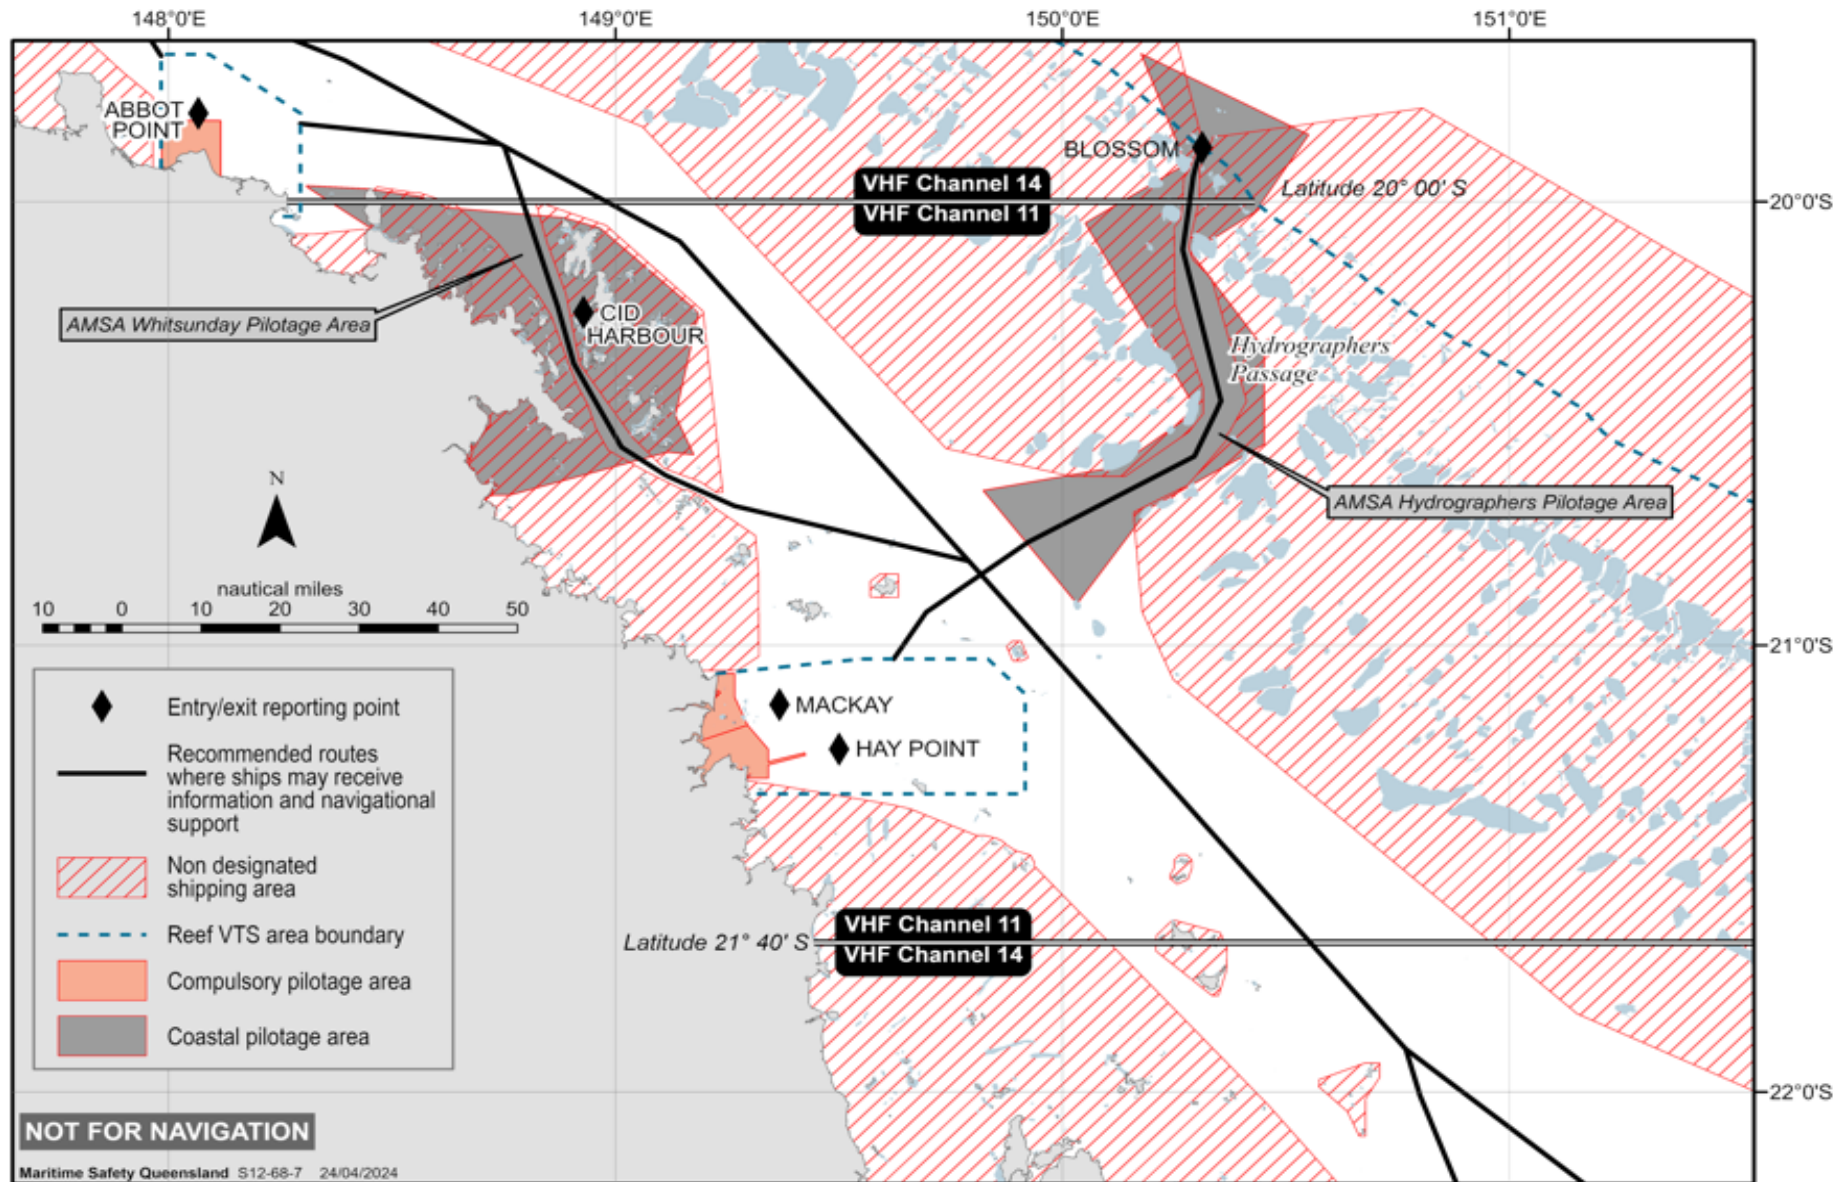 148°0'E
149°0'E
150°0'E
151°0'E
ABBOT
POINT
BLOSSOM
VHF Channel 14
VHF Channel 11
Latitude 20° 00' S
20°0'S
AMSA Whitsunday Pilotage Area
CID
HARBOUR
Hydrographers
Passage
AMSA Hydrographers Pilotage Area
N
nautical miles
10 0 10 20 30 40 50
21°0'S
MACKAY
HAY POINT
Entry/exit reporting point
Recommended routes
where ships may receive
information and navigational
support
Non designated
shipping area
Reef VTS area boundary
Compulsory pilotage area
Coastal pilotage area
VHF Channel 11
Latitude 21° 40' S
VHF Channel 14
22°0'S
NOT FOR NAVIGATION
Maritime Safety Queensland S12-68-7 24/04/2024